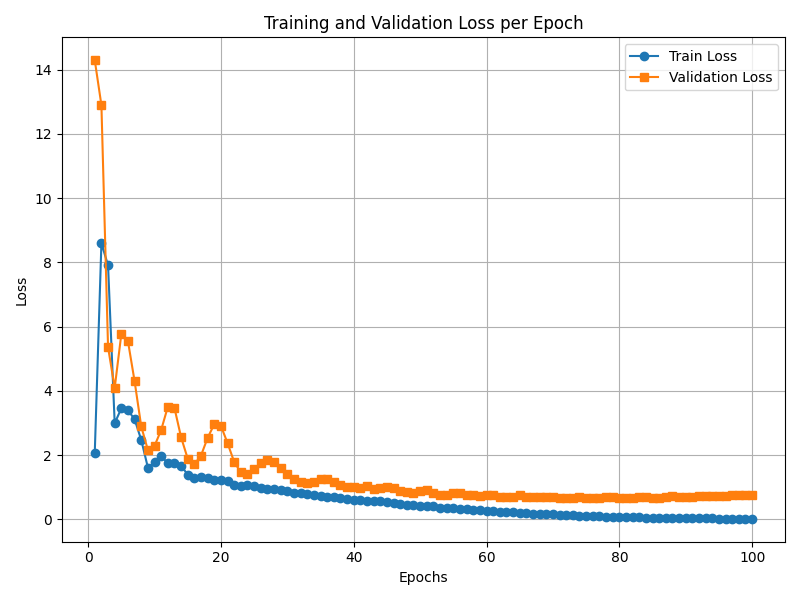 Training and Validation Loss per Epoch
Train Loss
Validation Loss
14
12
10
8
6
4
2
0
Loss
0 20 40 60 80 100
Epochs